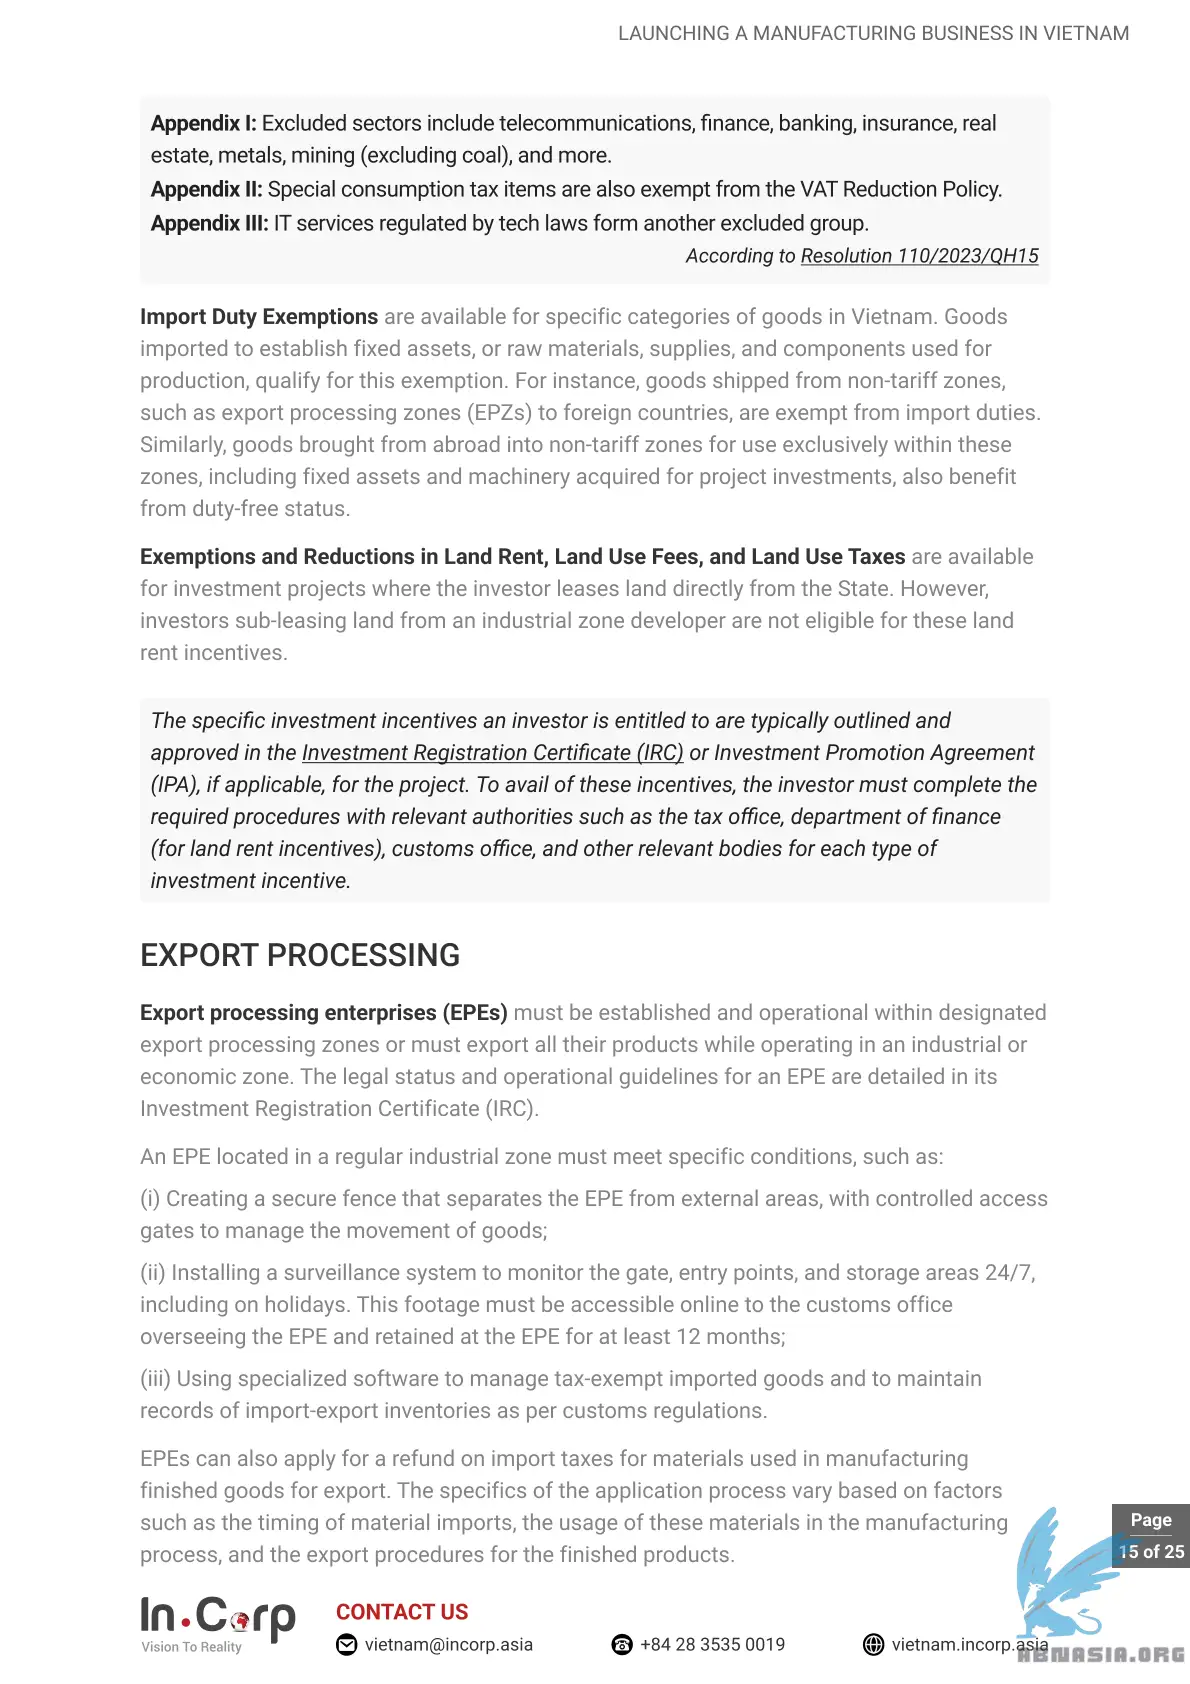 LAUNCHING A MANUFACTURING BUSINESS IN VIETNAM
Appendix I: Excluded sectors include telecommunications, finance, banking, insurance, real
estate, metals, mining (excluding coal), and more.
Appendix II: Special consumption tax items are also exempt from the VAT Reduction Policy.
Appendix III: IT services regulated by tech laws form another excluded group.
According to Resolution 110/2023/QH15
Import Duty Exemptions are available for specific categories of goods in Vietnam. Goods
imported to establish fixed assets, or raw materials, supplies, and components used for
production, qualify for this exemption. For instance, goods shipped from non-tariff zones,
such as export processing zones (EPZs) to foreign countries, are exempt from import duties.
Similarly, goods brought from abroad into non-tariff zones for use exclusively within these
zones, including fixed assets and machinery acquired for project investments, also benefit
from duty-free status.
Exemptions and Reductions in Land Rent, Land Use Fees, and Land Use Taxes are available
for investment projects where the investor leases land directly from the State. However,
investors sub-leasing land from an industrial zone developer are not eligible for these land
rent incentives.
The specific investment incentives an investor is entitled to are typically outlined and
approved in the Investment Registration Certificate (IRC) or Investment Promotion Agreement
(IPA), if applicable, for the project. To avail of these incentives, the investor must complete the
required procedures with relevant authorities such as the tax office, department of finance
(for land rent incentives), customs office, and other relevant bodies for each type of
investment incentive.
EXPORT PROCESSING
Export processing enterprises (EPEs) must be established and operational within designated
export processing zones or must export all their products while operating in an industrial or
economic zone. The legal status and operational guidelines for an EPE are detailed in its
Investment Registration Certificate (IRC).
An EPE located in a regular industrial zone must meet specific conditions, such as:
(i) Creating a secure fence that separates the EPE from external areas, with controlled access
gates to manage the movement of goods;
(ii) Installing a surveillance system to monitor the gate, entry points, and storage areas 24/7,
including on holidays. This footage must be accessible online to the customs office
overseeing the EPE and retained at the EPE for at least 12 months;
(iii) Using specialized software to manage tax-exempt imported goods and to maintain
records of import-export inventories as per customs regulations.
EPEs can also apply for a refund on import taxes for materials used in manufacturing
finished goods for export. The specifics of the application process vary based on factors
such as the timing of material imports, the usage of these materials in the manufacturing
process, and the export procedures for the finished products.
Page
15 of 25
In.Corp
Vision To Reality
CONTACT US
vietnam@incorp.asia
+84 28 3535 0019
vietnam.incorp.asia
ABNASIA.ORG